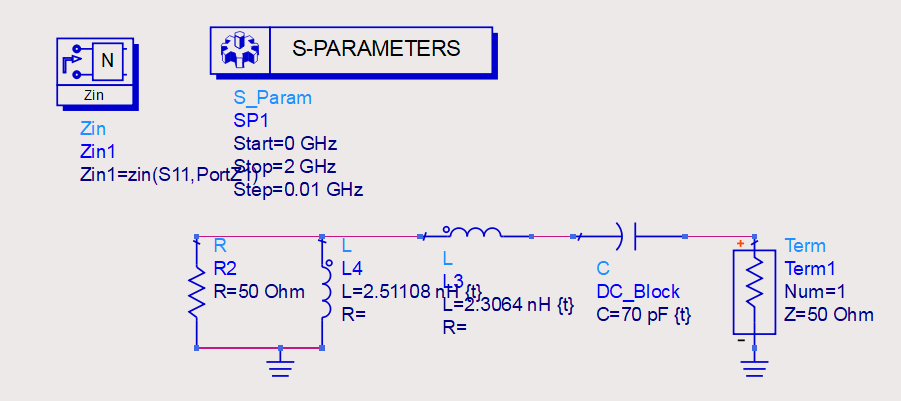 N
Zin
S-PARAMETERS
Zin
Zin1
Zin1=zin(S11,PortZ1)
S_Param
SP1
Start=0 GHz
Stop=2 GHz
Step=0.01 GHz
R
R2
R=50 Ohm
L
L4
L=2.51108 nH {t}
R=
L
L3
L=2.3064 nH {t}
R=
C
DC_Block
C=70 pF {t}
+
-
Term
Term1
Num=1
Z=50 Ohm